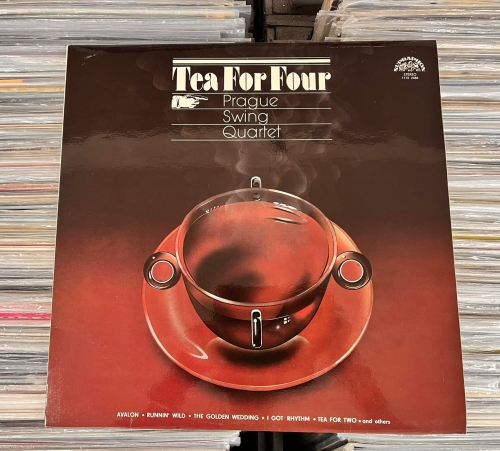 SUPRAPHON
STEREO
Tea For Four
Prague
Swing
Quartet
AVALON • RUNNIN' WILD • THE GOLDEN WEDDING • I GOT RHYTHM • TEA FOR TWO • and others